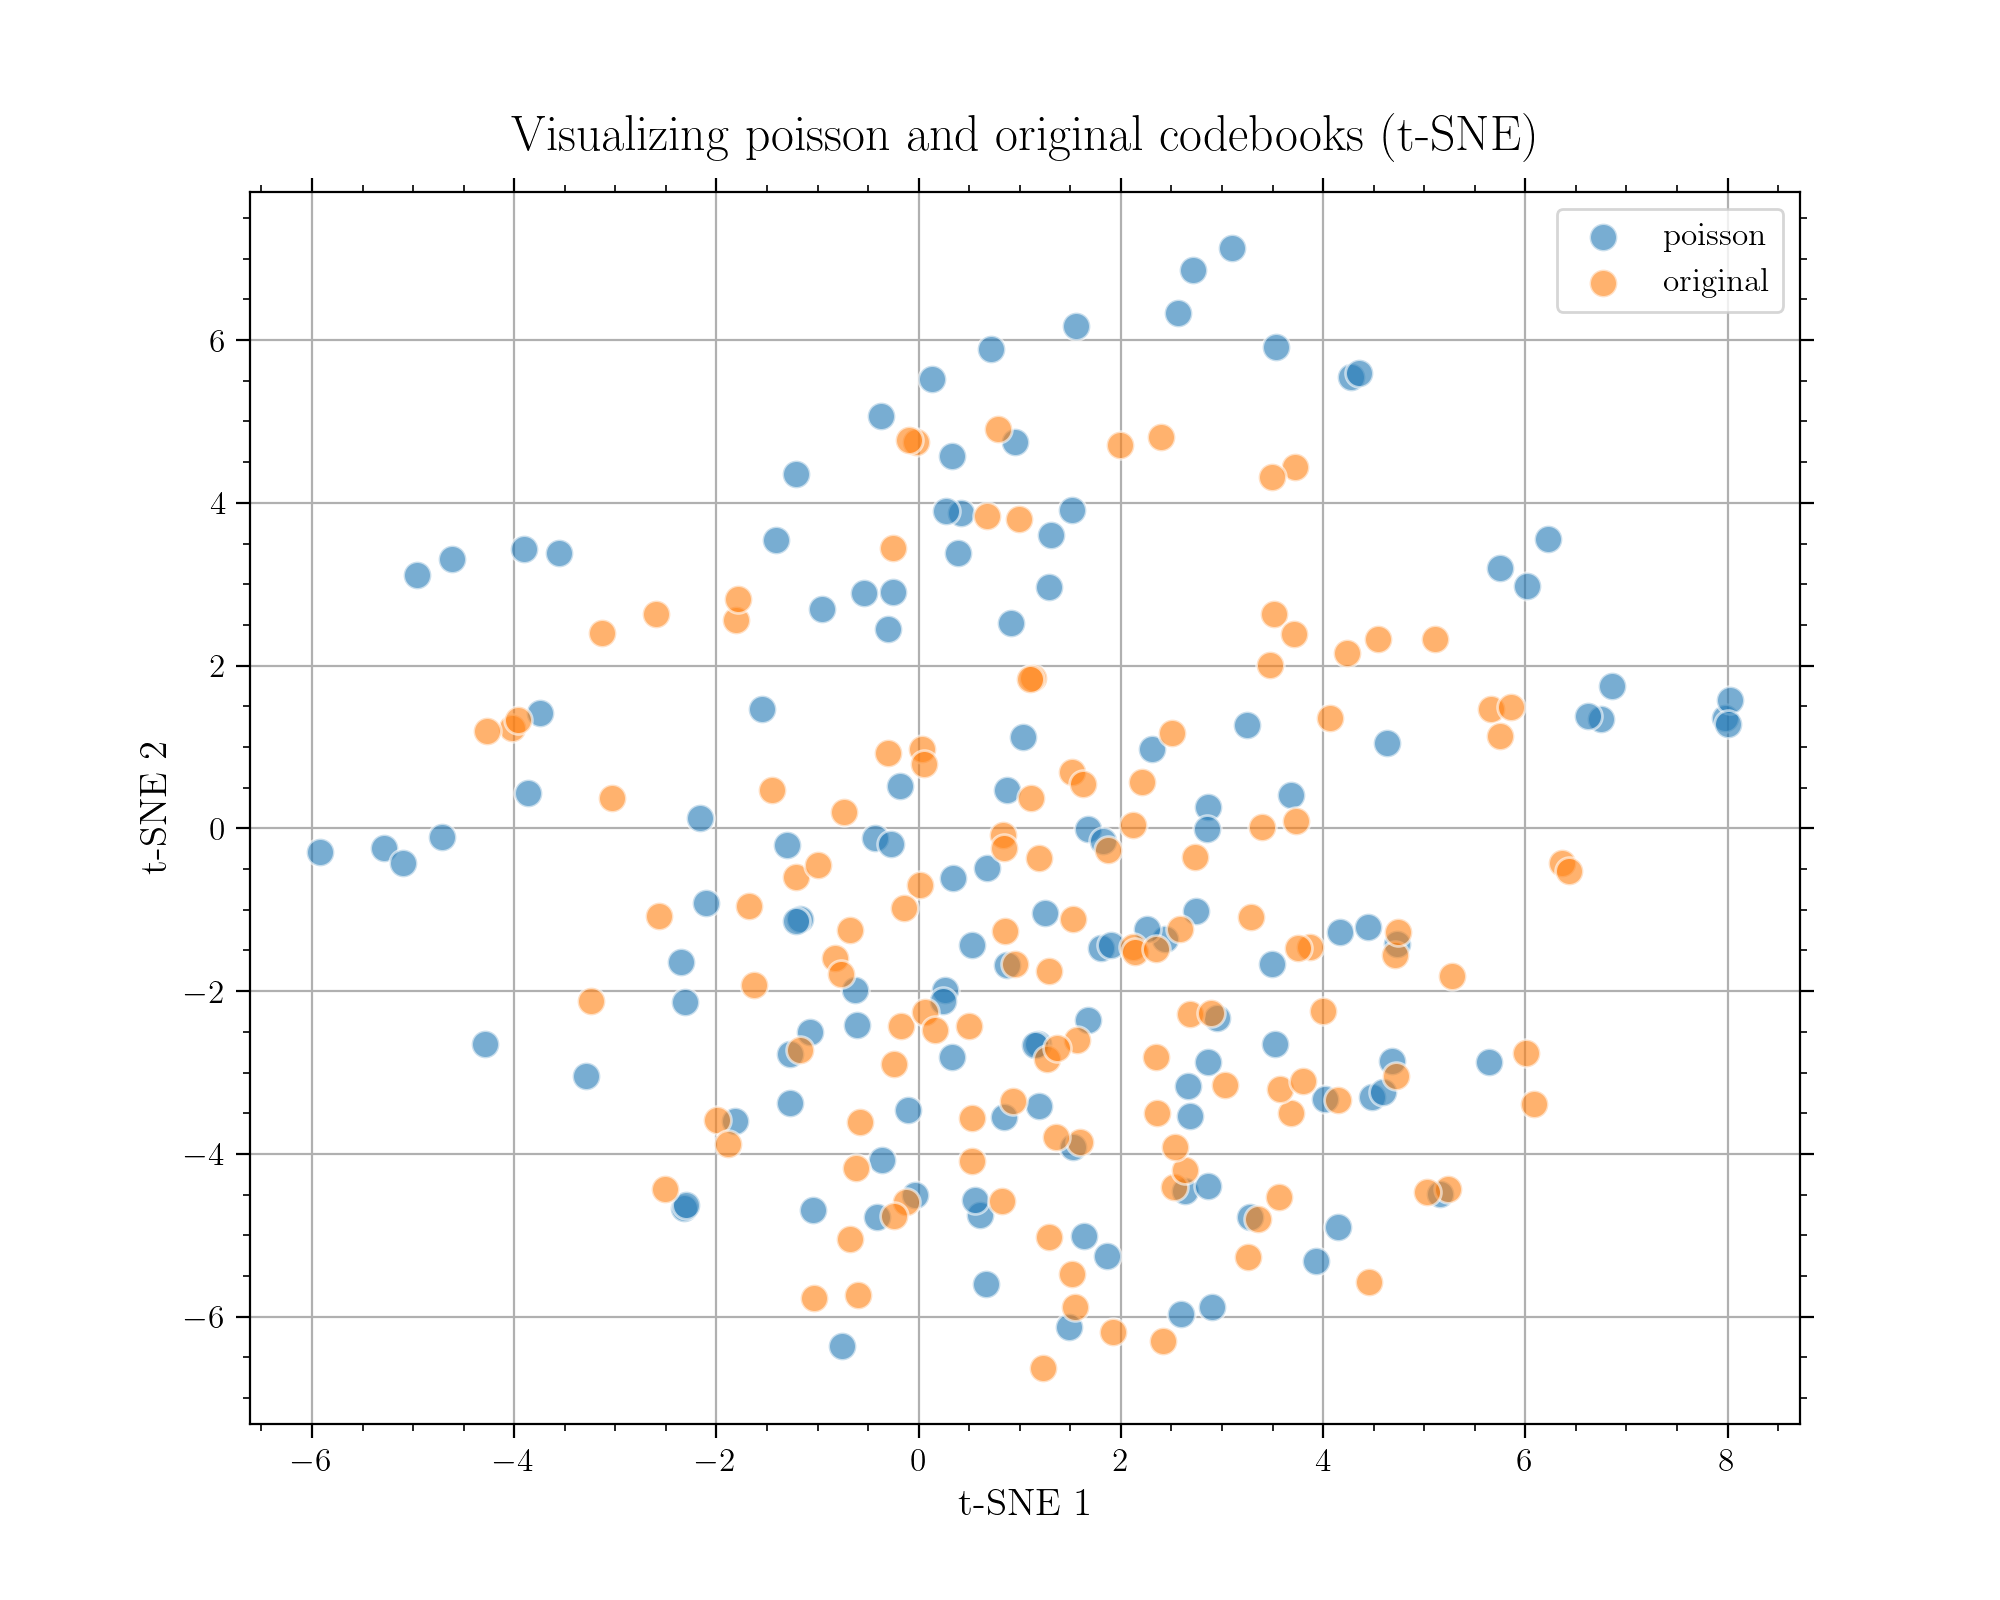 Visualizing poisson and original codebooks (t-SNE)
poisson
original
t-SNE 2
6
4
2
0
−2
−4
−6
−6 −4 −2 0 2 4 6 8
t-SNE 1